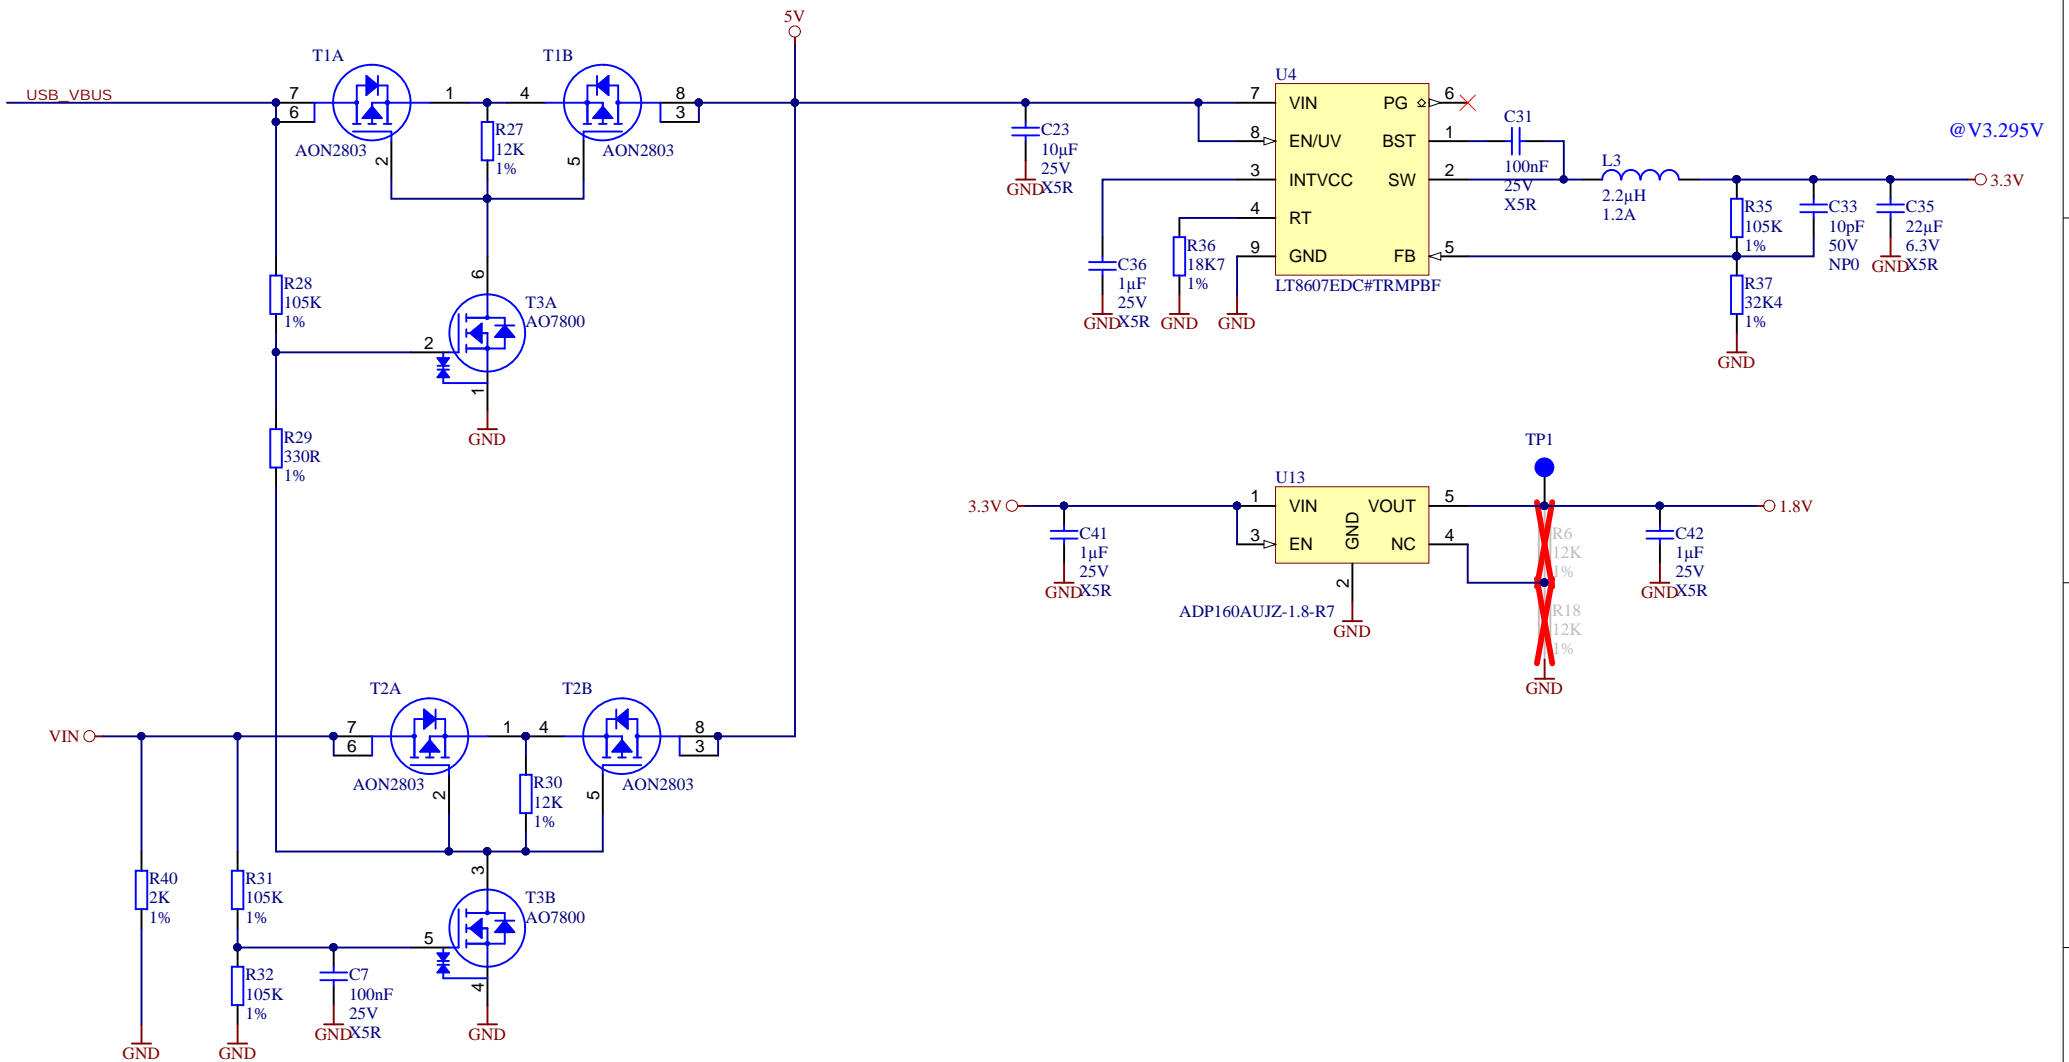 5V
T1A
T1B
USB_VBUS
7
6
1
4
8
3
2
5
AON2803
R27
12K
1%
AON2803
R28
105K
1%
6
T3A
AO7800
2
1
GND
R29
330R
1%
C23
10µF
25V
X5R
GND
U4
7
VIN
PG
6
8
EN/UV
BST
1
3
INTVCC
SW
2
4
RT
9
GND
FB
5
LT8607EDC#TRMPBF
C31
100nF
25V
X5R
L3
2.2µH
1.2A
@V3.295V
3.3V
R35
105K
1%
C33
10pF
50V
NP0
C35
22µF
6.3V
X5R
GND
C36
1µF
25V
X5R
GND
R36
18K7
1%
GND
GND
R37
32K4
1%
GND
TP1
U13
3.3V
1
VIN
VOUT
5
1.8V
3
EN
GND
NC
4
2
ADP160AUJZ-1.8-R7
GND
C41
1µF
25V
X5R
GND
R6
12K
1%
R18
12K
1%
GND
C42
1µF
25V
X5R
GND
T2A
T2B
VIN
7
6
1
4
8
3
AON2803
2
R30
12K
1%
5
AON2803
R40
2K
1%
GND
R31
105K
1%
3
T3B
AO7800
5
4
GND
R32
105K
1%
GND
C7
100nF
25V
X5R
GND